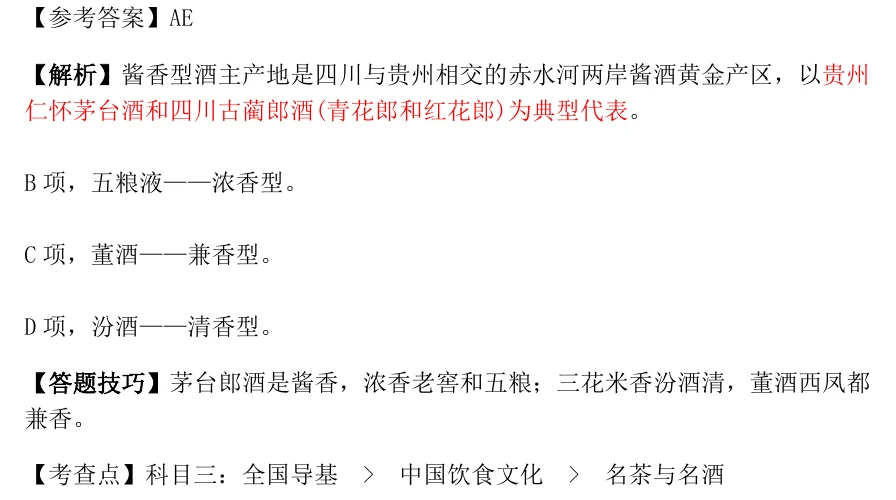 【参考答案】AE
【解析】酱香型酒主产地是四川与贵州相交的赤水河两岸酱酒黄金产区，以贵州
仁怀茅台酒和四川古蔺郎酒(青花郎和红花郎)为典型代表。
B 项，五粮液——浓香型。
C 项，董酒——兼香型。
D 项，汾酒——清香型。
【答题技巧】茅台郎酒是酱香，浓香老窖和五粮；三花米香汾酒清，董酒西凤都
兼香。
【考查点】科目三：全国导基 > 中国饮食文化 > 名茶与名酒